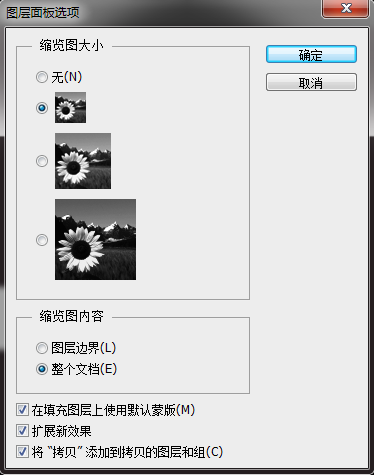 图层面板选项
缩览图大小
无(N)
确定
取消
缩览图内容
图层边界(L)
整个文档(E)
在填充图层上使用默认蒙版(M)
扩展新效果
将 “拷贝” 添加到拷贝的图层和组(C)